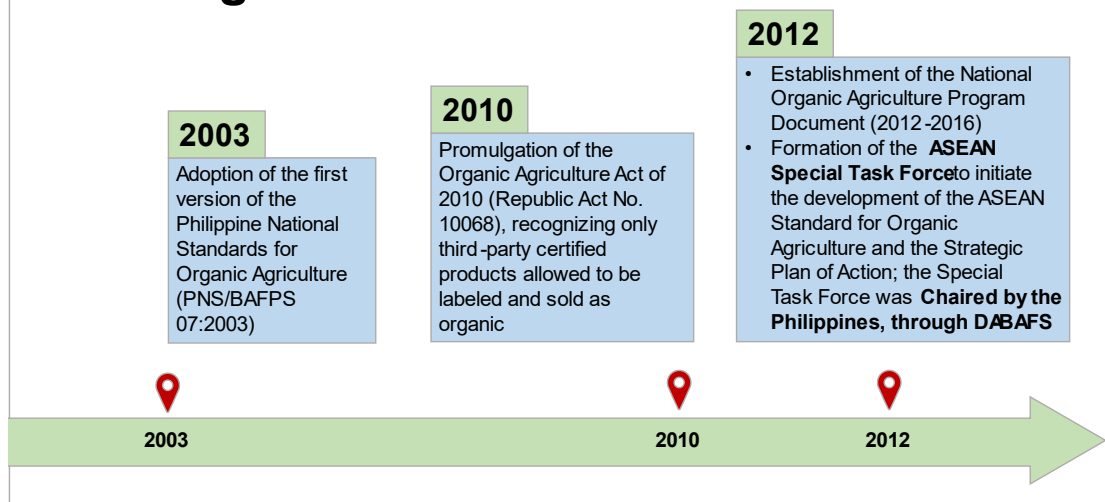 2003
Adoption of the first
version of the
Philippine National
Standards for
Organic Agriculture
(PNS/BAFPS
07:2003)
2010
Promulgation of the
Organic Agriculture Act of
2010 (Republic Act No.
10068), recognizing only
third-party certified
products allowed to be
labeled and sold as
organic
2012
• Establishment of the National
Organic Agriculture Program
Document (2012-2016)
• Formation of the ASEAN
Special Task Force to initiate
the development of the ASEAN
Standard for Organic
Agriculture and the Strategic
Plan of Action; the Special
Task Force was Chaired by the
Philippines, through DABAFS
2003
2010
2012